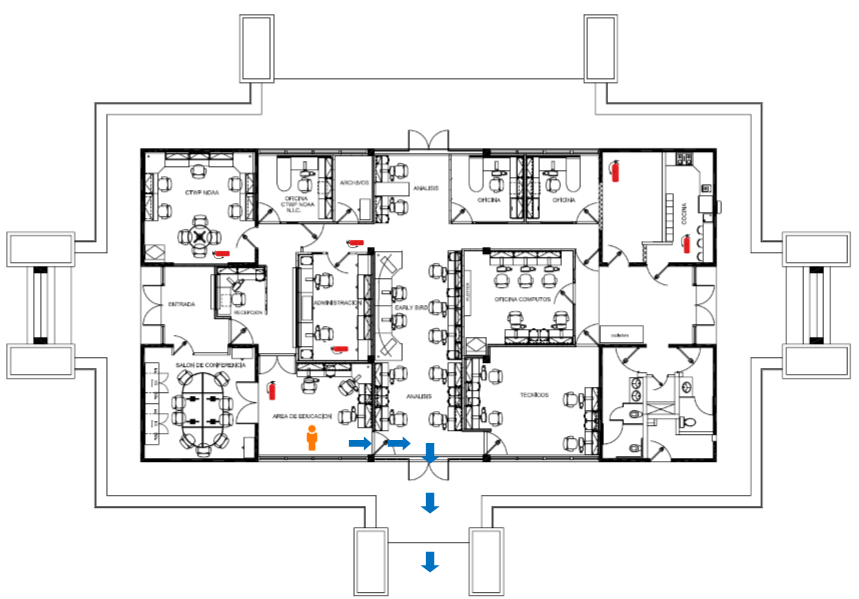 CTWP NOAA
OFICINA
CTWP NOAA
N.I.C.
ARCHIVOS
ANALISIS
OFICINA
OFICINA
COCINA
ENTRADA
RECEPCION
ADMINISTRACION
EARLY BIRD
OFICINA COMPUTOS
SALON DE CONFERENCIA
AREA DE EDUCACION
ANALISIS
TECNICOS